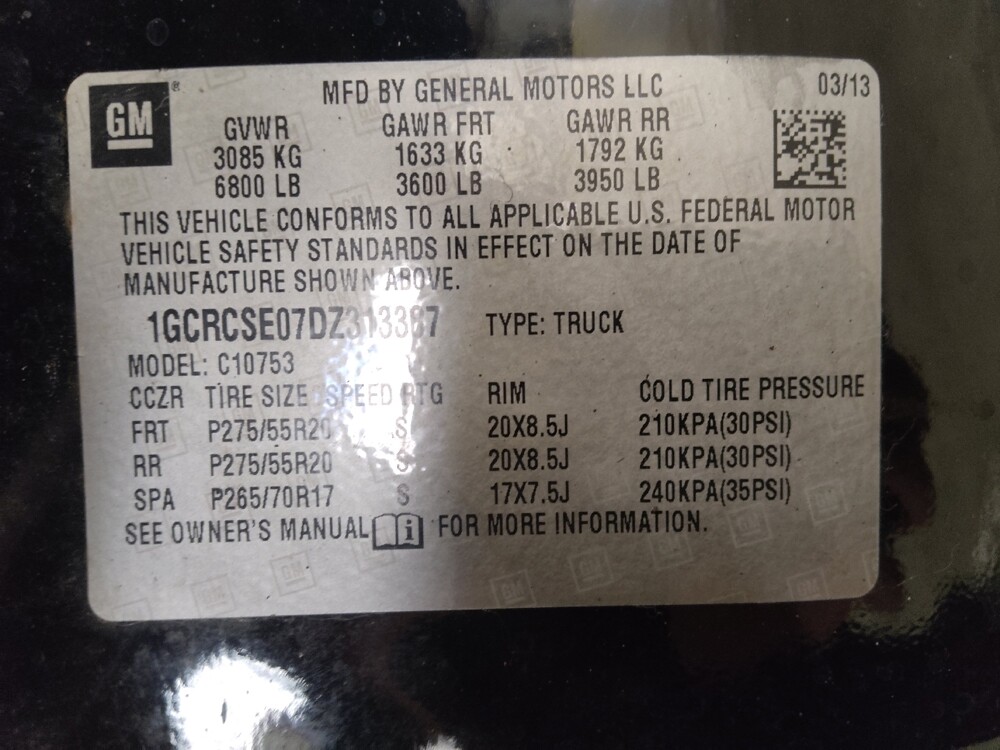 GM
MFD BY GENERAL MOTORS LLC 03/13
GVWR GAWR FRT GAWR RR
3085 KG 1633 KG 1792 KG
6800 LB 3600 LB 3950 LB
THIS VEHICLE CONFORMS TO ALL APPLICABLE U.S. FEDERAL MOTOR
VEHICLE SAFETY STANDARDS IN EFFECT ON THE DATE OF
MANUFACTURE SHOWN ABOVE.
1GCRCSE07DZ313387 TYPE: TRUCK
MODEL: C10753
CCZR TIRE SIZE SPEED RTG RIM COLD TIRE PRESSURE
FRT P275/55R20 S 20X8.5J 210KPA(30PSI)
RR P275/55R20 S 20X8.5J 210KPA(30PSI)
SPA P265/70R17 S 17X7.5J 240KPA(35PSI)
SEE OWNER'S MANUAL i FOR MORE INFORMATION.